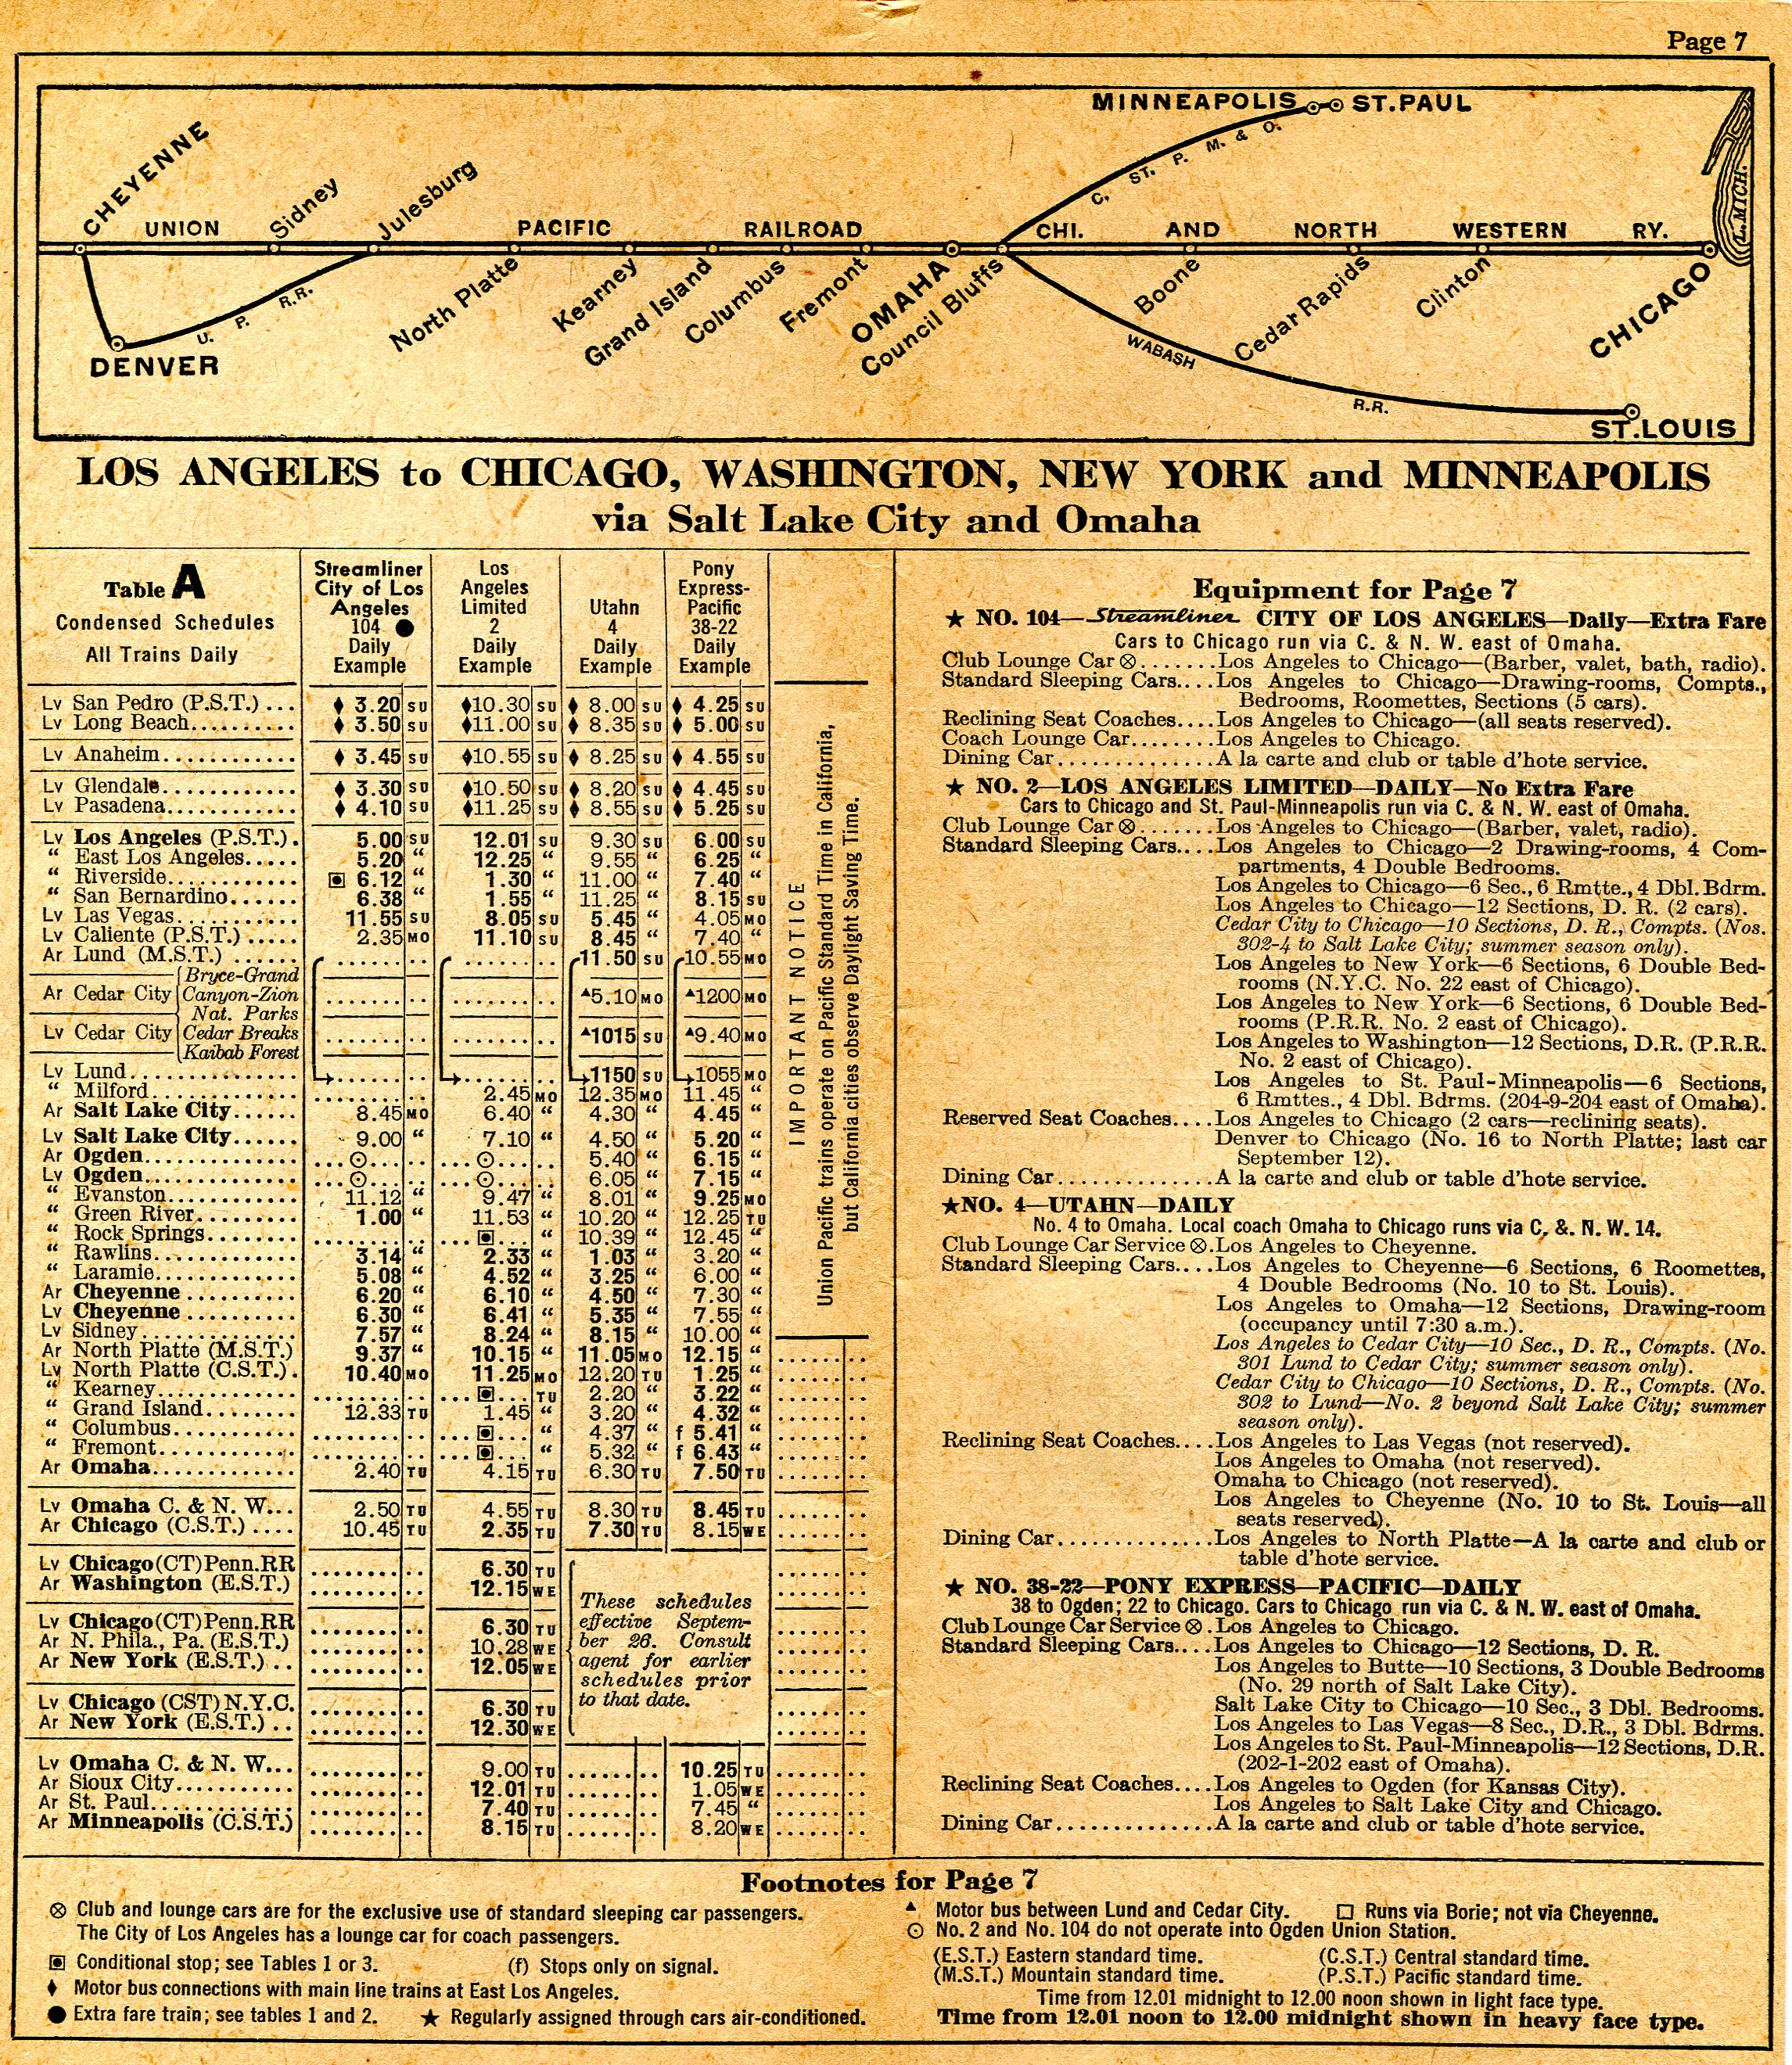 Page 7
MINNEAPOLIS ST. PAUL
C. ST. P. M. & O.
CHEYENNE
Sidney
Julesburg
UNION PACIFIC RAILROAD CHI. AND NORTH WESTERN RY.
L. MICH.
U. P. R.R.
DENVER
North Platte
Kearney
Grand Island
Columbus
Fremont
OMAHA
Council Bluffs
Boone
Cedar Rapids
Clinton
CHICAGO
WABASH R.R.
ST. LOUIS
LOS ANGELES to CHICAGO, WASHINGTON, NEW YORK and MINNEAPOLIS
via Salt Lake City and Omaha
Table A
Condensed Schedules
All Trains Daily
Streamliner City of Los Angeles 104 ● Daily Example
Los Angeles Limited 2 Daily Example
Utahn 4 Daily Example
Pony Express-Pacific 38-22 Daily Example
Lv San Pedro (P.S.T.)... ♦ 3.20 SU ♦10.30 SU ♦ 8.00 SU ♦ 4.25 SU
Lv Long Beach.......... ♦ 3.50 SU ♦11.00 SU ♦ 8.35 SU ♦ 5.00 SU
Lv Anaheim............ ♦ 3.45 SU ♦10.55 SU ♦ 8.25 SU ♦ 4.55 SU
Lv Glendale............ ♦ 3.30 SU ♦10.50 SU ♦ 8.20 SU ♦ 4.45 SU
Lv Pasadena............ ♦ 4.10 SU ♦11.25 SU ♦ 8.55 SU ♦ 5.25 SU
Lv Los Angeles (P.S.T.). 5.00 SU 12.01 SU 9.30 SU 6.00 SU
“ East Los Angeles..... 5.20 “ 12.25 “ 9.55 “ 6.25 “
“ Riverside............ ▣ 6.12 “ 1.30 “ 11.00 “ 7.40 “
“ San Bernardino...... 6.38 “ 1.55 “ 11.25 “ 8.15 SU
Lv Las Vegas........... 11.55 SU 8.05 SU 5.45 “ 4.05 MO
Lv Caliente (P.S.T.)..... 2.35 MO 11.10 SU 8.45 “ 7.40 “
Ar Lund (M.S.T.)...... ........ ........ 11.50 SU 10.55 MO
Bryce-Grand
Ar Cedar City Canyon-Zion ........ ........ ▲5.10 MO ▲1200 MO
Nat. Parks
Lv Cedar City Cedar Breaks ........ ........ ▲1015 SU ▲9.40 MO
Kaibab Forest
Lv Lund............... ........ ........ 1150 SU 1055 MO
“ Milford............. ........ 2.45 MO 12.35 MO 11.45 “
Ar Salt Lake City...... 8.45 MO 6.40 “ 4.30 “ 4.45 “
Lv Salt Lake City...... 9.00 “ 7.10 “ 4.50 “ 5.20 “
Ar Ogden.............. ...⊙.... ...⊙.... 5.40 “ 6.15 “
Lv Ogden.............. ...⊙.... ...⊙.... 6.05 “ 7.15 “
“ Evanston............ 11.12 “ 9.47 “ 8.01 “ 9.25 MO
“ Green River......... 1.00 “ 11.53 “ 10.20 “ 12.25 TU
“ Rock Springs........ ........ ...▣... “ 10.39 “ 12.45 “
“ Rawlins............. 3.14 “ 2.33 “ 1.03 “ 3.20 “
“ Laramie............. 5.08 “ 4.52 “ 3.25 “ 6.00 “
Ar Cheyenne .......... 6.20 “ 6.10 “ 4.50 “ 7.30 “
Lv Cheyenne .......... 6.30 “ 6.41 “ 5.35 “ 7.55 “
Lv Sidney.............. 7.57 “ 8.24 “ 8.15 “ 10.00 “
Ar North Platte (M.S.T.) 9.37 “ 10.15 “ 11.05 MO 12.15 “
Lv North Platte (C.S.T.). 10.40 MO 11.25 MO 12.20 TU 1.25 “
“ Kearney............. ........ ...▣... TU 2.20 “ 3.22 “
“ Grand Island........ 12.33 TU 1.45 “ 3.20 “ 4.32 “
“ Columbus........... ........ ...▣... “ 4.37 “ f 5.41 “
“ Fremont............. ........ ...▣... “ 5.32 “ f 6.43 “
Ar Omaha............. 2.40 TU 4.15 TU 6.30 TU 7.50 TU
Lv Omaha C. & N. W... 2.50 TU 4.55 TU 8.30 TU 8.45 TU
Ar Chicago (C.S.T.).... 10.45 TU 2.35 TU 7.30 TU 8.15 WE
Lv Chicago (CT) Penn. RR ........ 6.30 TU
Ar Washington (E.S.T.) ........ 12.15 WE
Lv Chicago (CT) Penn. RR ........ 6.30 TU
Ar N. Phila., Pa. (E.S.T.) ........ 10.28 WE
Ar New York (E.S.T.).. ........ 12.05 WE
Lv Chicago (CST) N.Y.C. ........ 6.30 TU
Ar New York (E.S.T.).. ........ 12.30 WE
These schedules
effective Septem-
ber 26. Consult
agent for earlier
schedules prior
to that date.
Lv Omaha C. & N. W... ........ 9.00 TU ........ 10.25 TU
Ar Sioux City........... ........ 12.01 TU ........ 1.05 WE
Ar St. Paul............. ........ 7.40 TU ........ 7.45 “
Ar Minneapolis (C.S.T.) ........ 8.15 TU ........ 8.20 WE
IMPORTANT NOTICE
Union Pacific trains operate on Pacific Standard Time in California,
but California cities observe Daylight Saving Time.
Equipment for Page 7
★ NO. 104—Streamliner CITY OF LOS ANGELES—Daily—Extra Fare
Cars to Chicago run via C. & N. W. east of Omaha.
Club Lounge Car ⊗.......Los Angeles to Chicago—(Barber, valet, bath, radio).
Standard Sleeping Cars....Los Angeles to Chicago—Drawing-rooms, Compts.,
Bedrooms, Roomettes, Sections (5 cars).
Reclining Seat Coaches....Los Angeles to Chicago—(all seats reserved).
Coach Lounge Car........Los Angeles to Chicago.
Dining Car..............A la carte and club or table d'hote service.
★ NO. 2—LOS ANGELES LIMITED—DAILY—No Extra Fare
Cars to Chicago and St. Paul-Minneapolis run via C. & N. W. east of Omaha.
Club Lounge Car ⊗.......Los Angeles to Chicago—(Barber, valet, radio).
Standard Sleeping Cars....Los Angeles to Chicago—2 Drawing-rooms, 4 Com-
partments, 4 Double Bedrooms.
Los Angeles to Chicago—6 Sec., 6 Rmtte., 4 Dbl. Bdrm.
Los Angeles to Chicago—12 Sections, D. R. (2 cars).
Cedar City to Chicago—10 Sections, D. R., Compts. (Nos.
302-4 to Salt Lake City; summer season only).
Los Angeles to New York—6 Sections, 6 Double Bed-
rooms (N.Y.C. No. 22 east of Chicago).
Los Angeles to New York—6 Sections, 6 Double Bed-
rooms (P.R.R. No. 2 east of Chicago).
Los Angeles to Washington—12 Sections, D.R. (P.R.R.
No. 2 east of Chicago).
Los Angeles to St. Paul-Minneapolis—6 Sections,
6 Rmttes., 4 Dbl. Bdrms. (204-9-204 east of Omaha).
Reserved Seat Coaches....Los Angeles to Chicago (2 cars—reclining seats).
Denver to Chicago (No. 16 to North Platte; last car
September 12).
Dining Car..............A la carte and club or table d'hote service.
★NO. 4—UTAHN—DAILY
No. 4 to Omaha. Local coach Omaha to Chicago runs via C. & N. W. 14.
Club Lounge Car Service ⊗.Los Angeles to Cheyenne.
Standard Sleeping Cars....Los Angeles to Cheyenne—6 Sections, 6 Roomettes,
4 Double Bedrooms (No. 10 to St. Louis).
Los Angeles to Omaha—12 Sections, Drawing-room
(occupancy until 7:30 a.m.).
Los Angeles to Cedar City—10 Sec., D. R., Compts. (No.
301 Lund to Cedar City; summer season only).
Cedar City to Chicago—10 Sections, D. R., Compts. (No.
302 to Lund—No. 2 beyond Salt Lake City; summer
season only).
Reclining Seat Coaches....Los Angeles to Las Vegas (not reserved).
Los Angeles to Omaha (not reserved).
Omaha to Chicago (not reserved).
Los Angeles to Cheyenne (No. 10 to St. Louis—all
seats reserved).
Dining Car..............Los Angeles to North Platte—A la carte and club or
table d'hote service.
★ NO. 38-22—PONY EXPRESS—PACIFIC—DAILY
38 to Ogden; 22 to Chicago. Cars to Chicago run via C. & N. W. east of Omaha.
Club Lounge Car Service ⊗.Los Angeles to Chicago.
Standard Sleeping Cars....Los Angeles to Chicago—12 Sections, D. R.
Los Angeles to Butte—10 Sections, 3 Double Bedrooms
(No. 29 north of Salt Lake City).
Salt Lake City to Chicago—10 Sec., 3 Dbl. Bedrooms.
Los Angeles to Las Vegas—8 Sec., D.R., 3 Dbl. Bdrms.
Los Angeles to St. Paul-Minneapolis—12 Sections, D.R.
(202-1-202 east of Omaha).
Reclining Seat Coaches....Los Angeles to Ogden (for Kansas City).
Los Angeles to Salt Lake City and Chicago.
Dining Car..............A la carte and club or table d'hote service.
Footnotes for Page 7
⊗ Club and lounge cars are for the exclusive use of standard sleeping car passengers.
The City of Los Angeles has a lounge car for coach passengers.
▣ Conditional stop; see Tables 1 or 3. (f) Stops only on signal.
♦ Motor bus connections with main line trains at East Los Angeles.
● Extra fare train; see tables 1 and 2. ★ Regularly assigned through cars air-conditioned.
▲ Motor bus between Lund and Cedar City. □ Runs via Borie; not via Cheyenne.
⊙ No. 2 and No. 104 do not operate into Ogden Union Station.
(E.S.T.) Eastern standard time. (C.S.T.) Central standard time.
(M.S.T.) Mountain standard time. (P.S.T.) Pacific standard time.
Time from 12.01 midnight to 12.00 noon shown in light face type.
Time from 12.01 noon to 12.00 midnight shown in heavy face type.